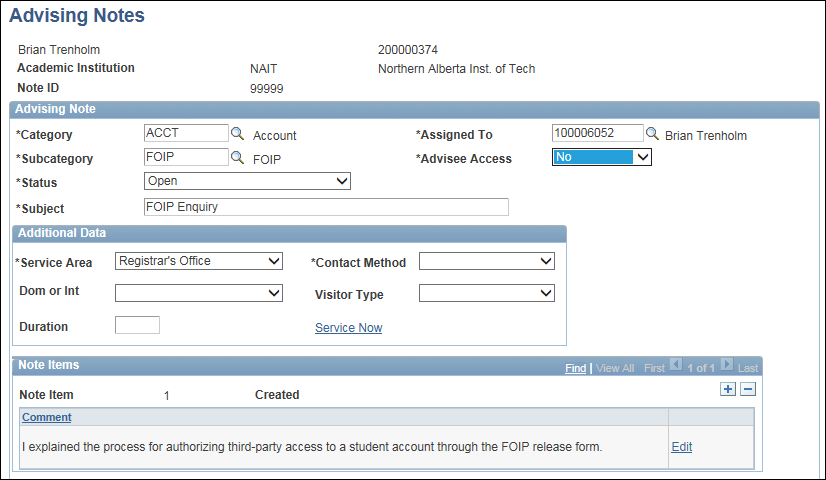 Advising Notes
Brian Trenholm 200000374
Academic Institution NAIT Northern Alberta Inst. of Tech
Note ID 99999
Advising Note
*Category ACCT Account *Assigned To 100006052 Brian Trenholm
*Subcategory FOIP FOIP *Advisee Access No
*Status Open
*Subject FOIP Enquiry
Additional Data
*Service Area Registrar's Office *Contact Method
Dom or Int Visitor Type
Duration Service Now
Note Items Find | View All First 1 of 1 Last
Note Item 1 Created
Comment
I explained the process for authorizing third-party access to a student account through the FOIP release form. Edit